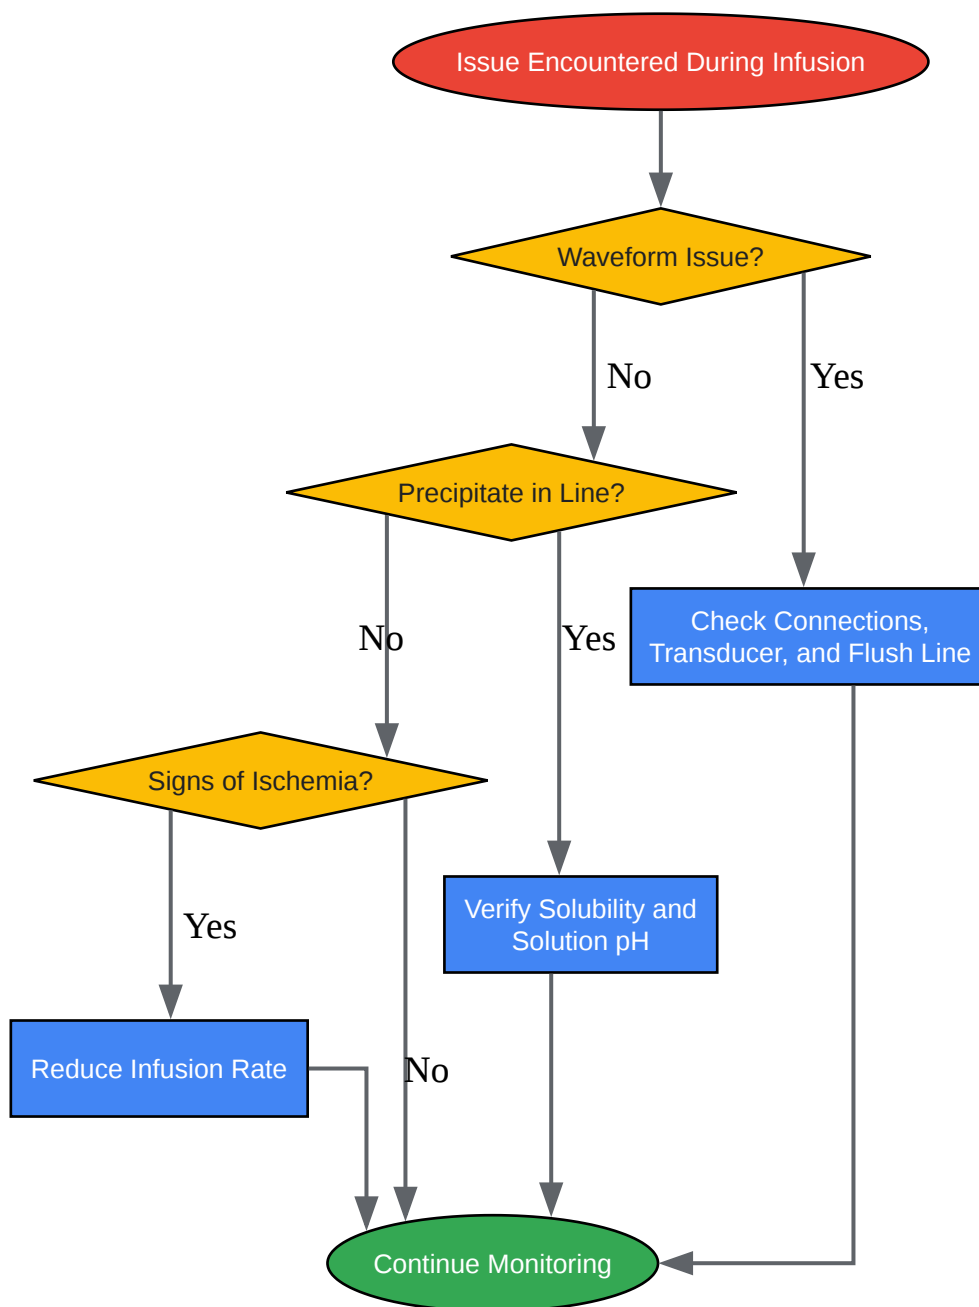 Issue Encountered During Infusion
Waveform Issue?
No
Yes
Precipitate in Line?
Check Connections,
Transducer, and Flush Line
No
Yes
Signs of Ischemia?
Verify Solubility and
Solution pH
Yes
Reduce Infusion Rate
No
Continue Monitoring